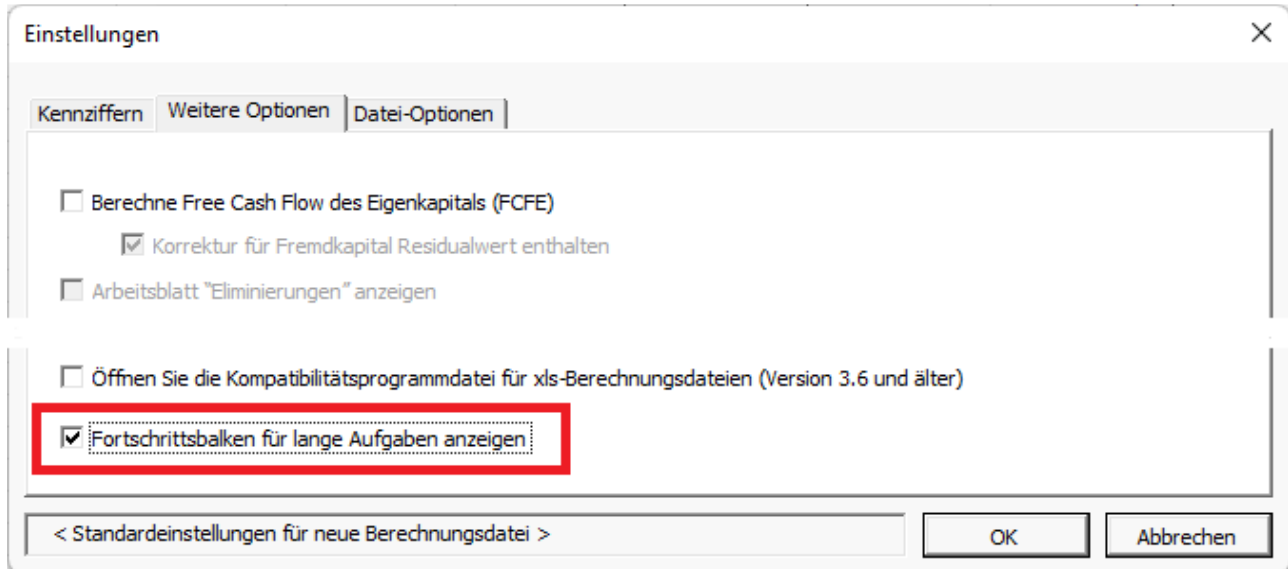 Einstellungen
Kennziffern Weitere Optionen Datei-Optionen
Berechne Free Cash Flow des Eigenkapitals (FCFE)
Korrektur für Fremdkapital Residualwert enthalten
Arbeitsblatt "Eliminierungen" anzeigen
Öffnen Sie die Kompatibilitätsprogrammdatei für xls-Berechnungsdateien (Version 3.6 und älter)
Fortschrittsbalken für lange Aufgaben anzeigen
< Standardeinstellungen für neue Berechnungsdatei > OK Abbrechen